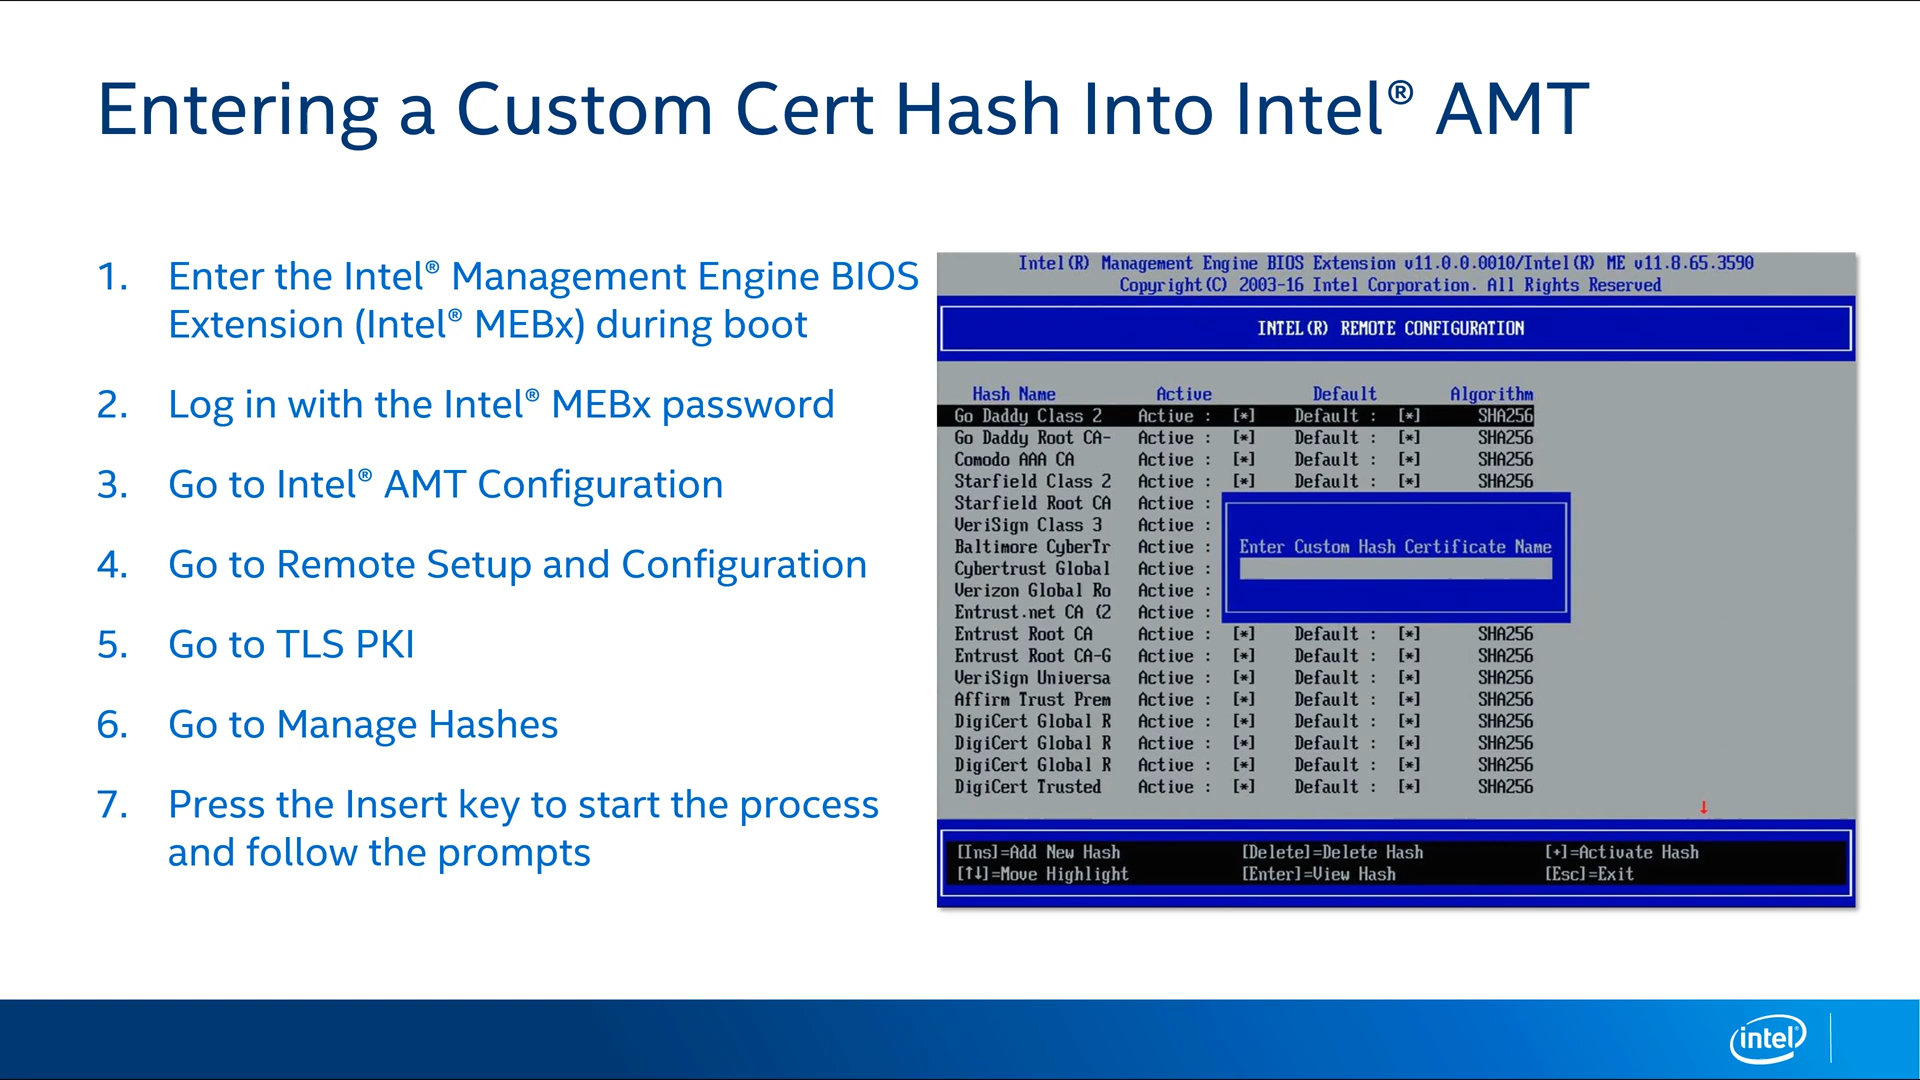 Entering a Custom Cert Hash Into Intel® AMT
1. Enter the Intel® Management Engine BIOS
Extension (Intel® MEBx) during boot
2. Log in with the Intel® MEBx password
3. Go to Intel® AMT Configuration
4. Go to Remote Setup and Configuration
5. Go to TLS PKI
6. Go to Manage Hashes
7. Press the Insert key to start the process
and follow the prompts
Intel(R) Management Engine BIOS Extension v11.0.0.0010/Intel(R) ME v11.8.65.3590
Copyright(C) 2003-16 Intel Corporation. All Rights Reserved
INTEL(R) REMOTE CONFIGURATION
Hash Name Active Default Algorithm
Go Daddy Class 2 Active : [*] Default : [*] SHA256
Go Daddy Root CA- Active : [*] Default : [*] SHA256
Comodo AAA CA Active : [*] Default : [*] SHA256
Starfield Class 2 Active : [*] Default : [*] SHA256
Starfield Root CA Active :
VeriSign Class 3 Active :
Baltimore CyberTr Active :
Cybertrust Global Active :
Verizon Global Ro Active :
Entrust.net CA (2 Active :
Enter Custom Hash Certificate Name
Entrust Root CA Active : [*] Default : [*] SHA256
Entrust Root CA-G Active : [*] Default : [*] SHA256
VeriSign Universa Active : [*] Default : [*] SHA256
Affirm Trust Prem Active : [*] Default : [*] SHA256
DigiCert Global R Active : [*] Default : [*] SHA256
DigiCert Global R Active : [*] Default : [*] SHA256
DigiCert Global R Active : [*] Default : [*] SHA256
DigiCert Trusted Active : [*] Default : [*] SHA256
↓
[Ins]=Add New Hash [Delete]=Delete Hash [+]=Activate Hash
[↑↓]=Move Highlight [Enter]=View Hash [Esc]=Exit
intel®